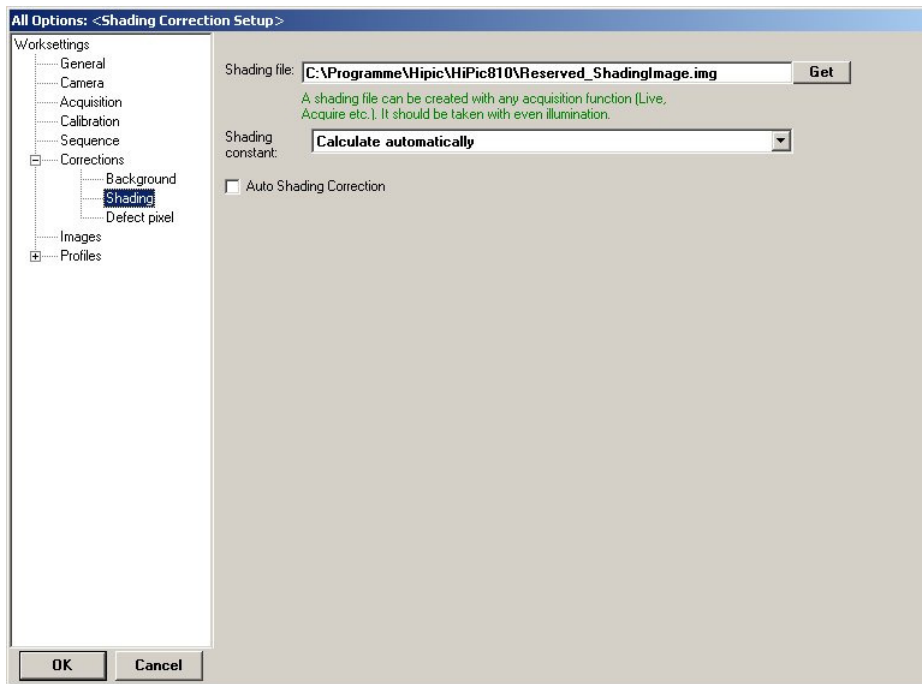 All Options: <Shading Correction Setup>
Worksettings
General
Camera
Acquisition
Calibration
Sequence
Corrections
Background
Shading
Defect pixel
Images
Profiles
Shading file: C:\Programme\Hipic\HiPic810\Reserved_ShadingImage.img Get
A shading file can be created with any acquisition function (Live,
Acquire etc.). It should be taken with even illumination.
Shading
constant: Calculate automatically
Auto Shading Correction
OK Cancel